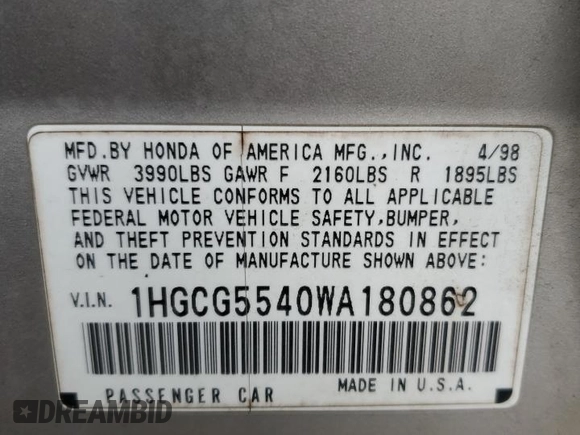 MFD.BY HONDA OF AMERICA MFG.,INC. 4/98
GVWR 3990LBS GAWR F 2160LBS R 1895LBS
THIS VEHICLE CONFORMS TO ALL APPLICABLE
FEDERAL MOTOR VEHICLE SAFETY,BUMPER,
AND THEFT PREVENTION STANDARDS IN EFFECT
ON THE DATE OF MANUFACTURE SHOWN ABOVE:
V.I.N. 1HGCG5540WA180862
PASSENGER CAR MADE IN U.S.A.
DREAMBID